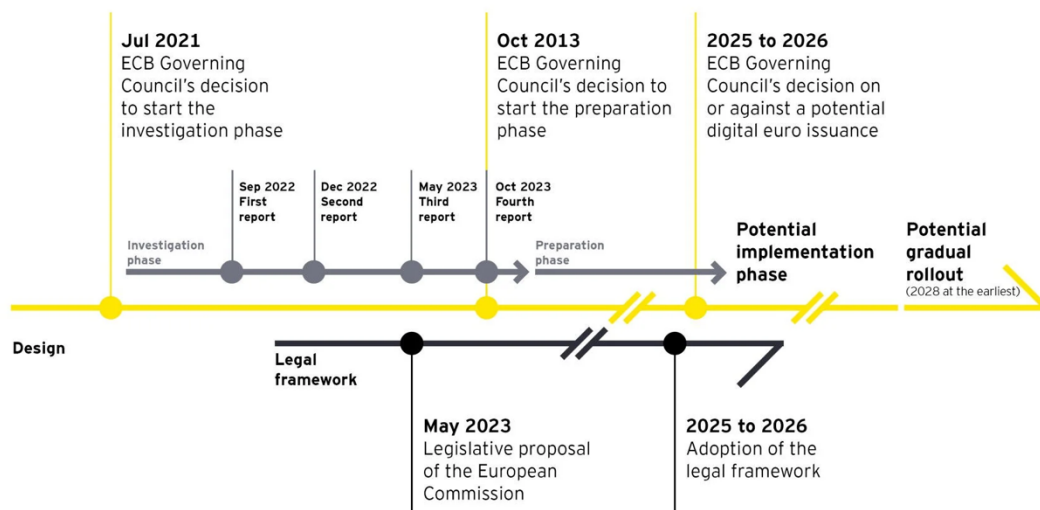 Jul 2021
ECB Governing
Council's decision
to start the
investigation phase
Oct 2013
ECB Governing
Council's decision to
start the preparation
phase
2025 to 2026
ECB Governing
Council's decision on
or against a potential
digital euro issuance
Sep 2022
First
report
Dec 2022
Second
report
May 2023
Third
report
Oct 2023
Fourth
report
Investigation
phase
Preparation
phase
Potential
implementation
phase
Potential
gradual
rollout
(2028 at the earliest)
Design
Legal
framework
May 2023
Legislative proposal
of the European
Commission
2025 to 2026
Adoption of the
legal framework